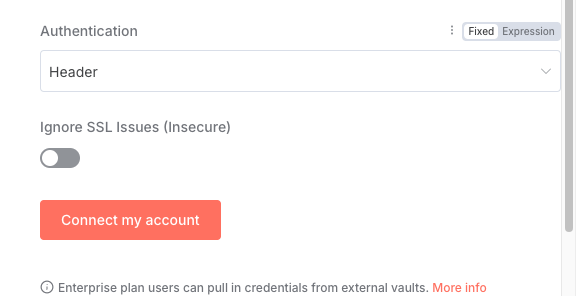 Authentication
Fixed Expression
Header
Ignore SSL Issues (Insecure)
Connect my account
Enterprise plan users can pull in credentials from external vaults. More info